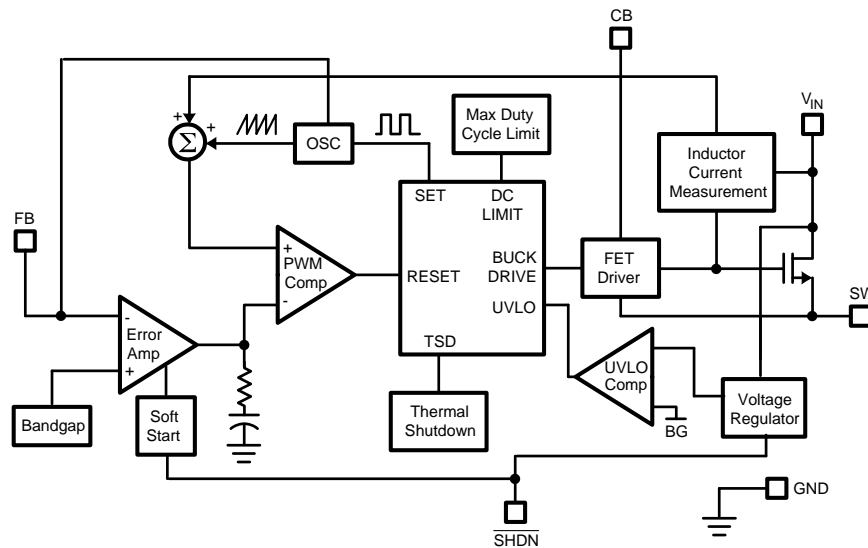 CB
V_IN
Max Duty
Cycle Limit
+
+
Σ
OSC
Inductor
Current
Measurement
SET
DC
LIMIT
FB
+
PWM
Comp
-
RESET
BUCK
DRIVE
FET
Driver
UVLO
SW
-
Error
Amp
+
TSD
UVLO
Comp
BG
Voltage
Regulator
Bandgap
Soft
Start
Thermal
Shutdown
GND
SHDN